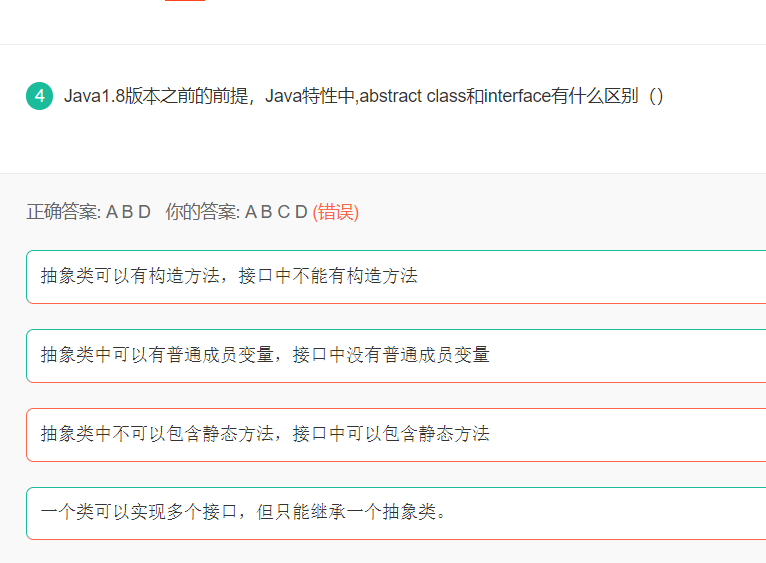 4 Java1.8版本之前的前提，Java特性中,abstract class和interface有什么区别（）
正确答案: A B D 你的答案: A B C D (错误)
抽象类可以有构造方法，接口中不能有构造方法
抽象类中可以有普通成员变量，接口中没有普通成员变量
抽象类中不可以包含静态方法，接口中可以包含静态方法
一个类可以实现多个接口，但只能继承一个抽象类。